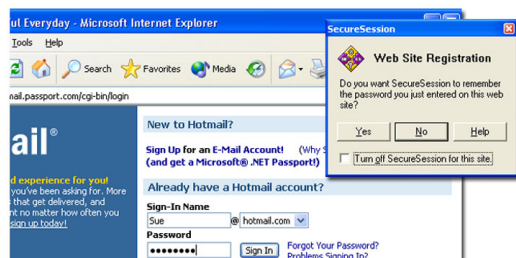 ul Everyday - Microsoft Internet Explorer
Tools Help
Search Favorites Media
ail.passport.com/cgi-bin/login
ail®
d experience for you!
you've been asking for. More
that get delivered, and
nt no matter how often you
sign up today!
New to Hotmail?
Sign Up for an E-Mail Account! (Why S
(and get a Microsoft® .NET Passport!)
Already have a Hotmail account?
Sign-In Name
Sue @ hotmail.com
Password
Sign In
Forgot Your Password?
Problems Signing In?
SecureSession
Web Site Registration
Do you want SecureSession to remember
the password you just entered on this web
site?
Yes No Help
Turn off SecureSession for this site.